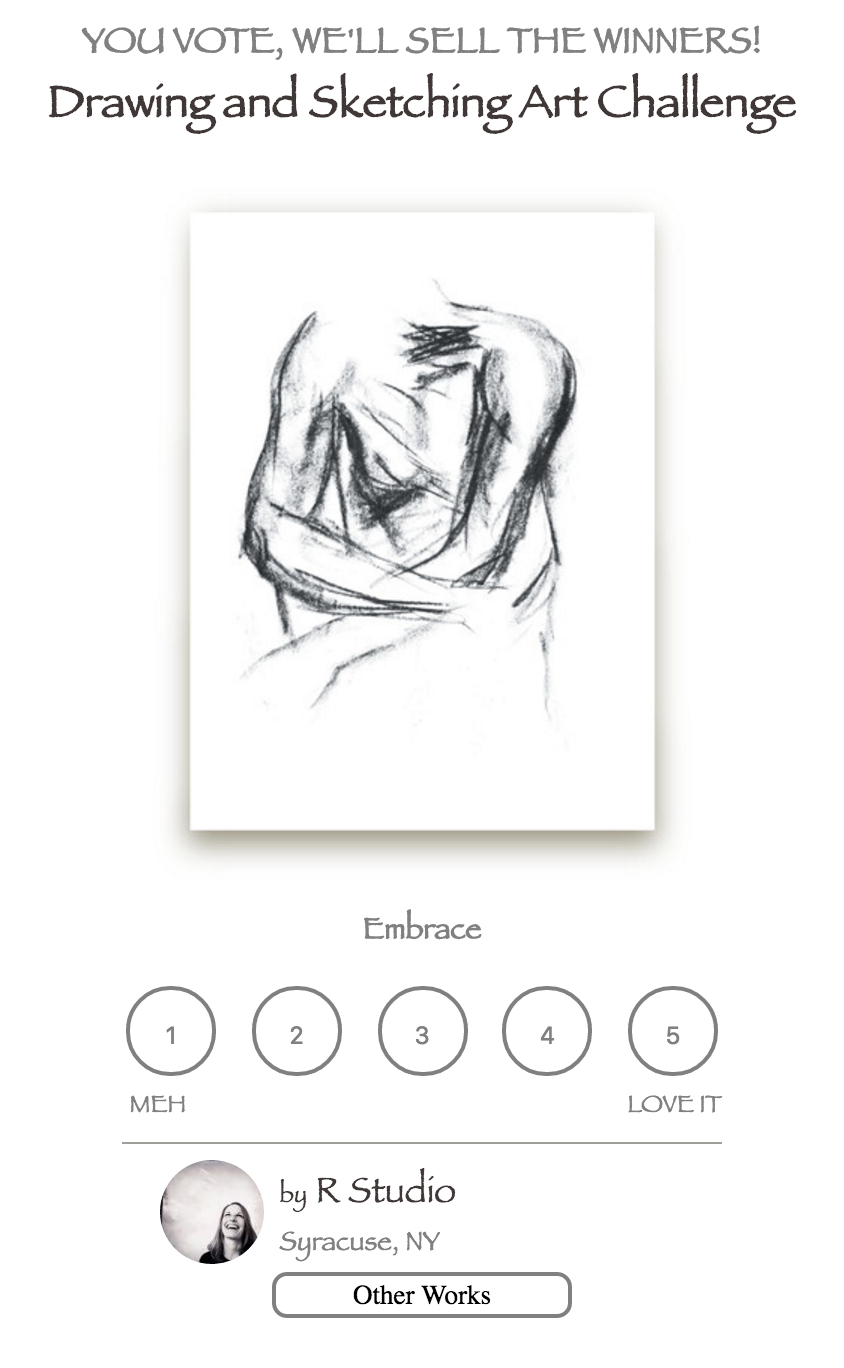 YOU VOTE, WE'LL SELL THE WINNERS!
Drawing and Sketching Art Challenge
Embrace
1 2 3 4 5
MEH LOVE IT
by R Studio
Syracuse, NY
Other Works